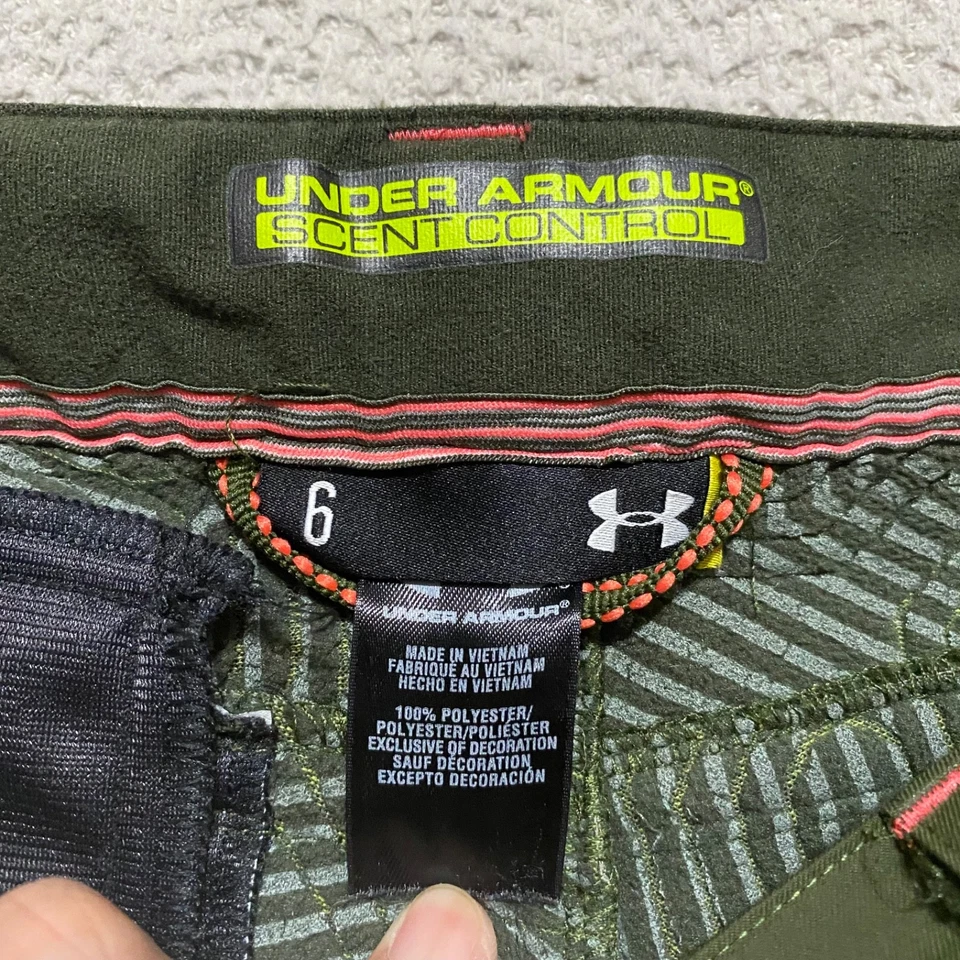 UNDER ARMOUR®
SCENT CONTROL
6
UNDER ARMOUR®
MADE IN VIETNAM
FABRIQUÉ AU VIETNAM
HECHO EN VIETNAM
100% POLYESTER/
POLYESTER/POLIÉSTER
EXCLUSIVE OF DECORATION
SAUF DÉCORATION
EXCEPTO DECORACIÓN